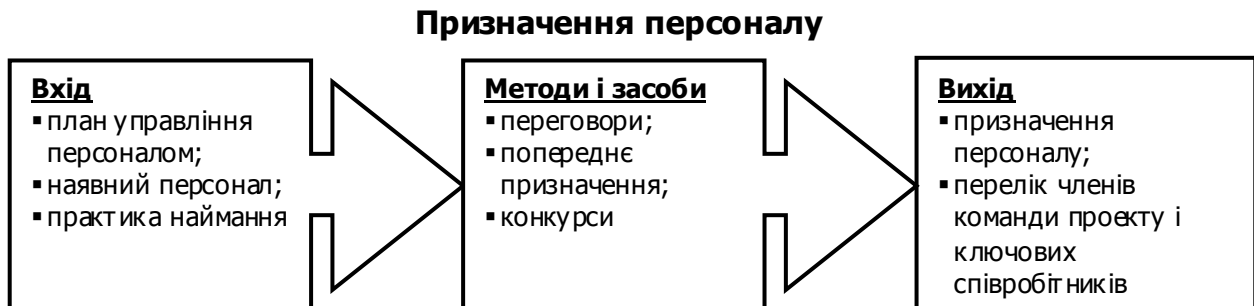 Призначення персоналу
Вхід
▪ план управління
персоналом;
▪ наявний персонал;
▪ практика наймання
Методи і засоби
▪ переговори;
▪ попереднє
призначення;
▪ конкурси
Вихід
▪ призначення
персоналу;
▪ перелік членів
команди проекту і
ключових
співробітників